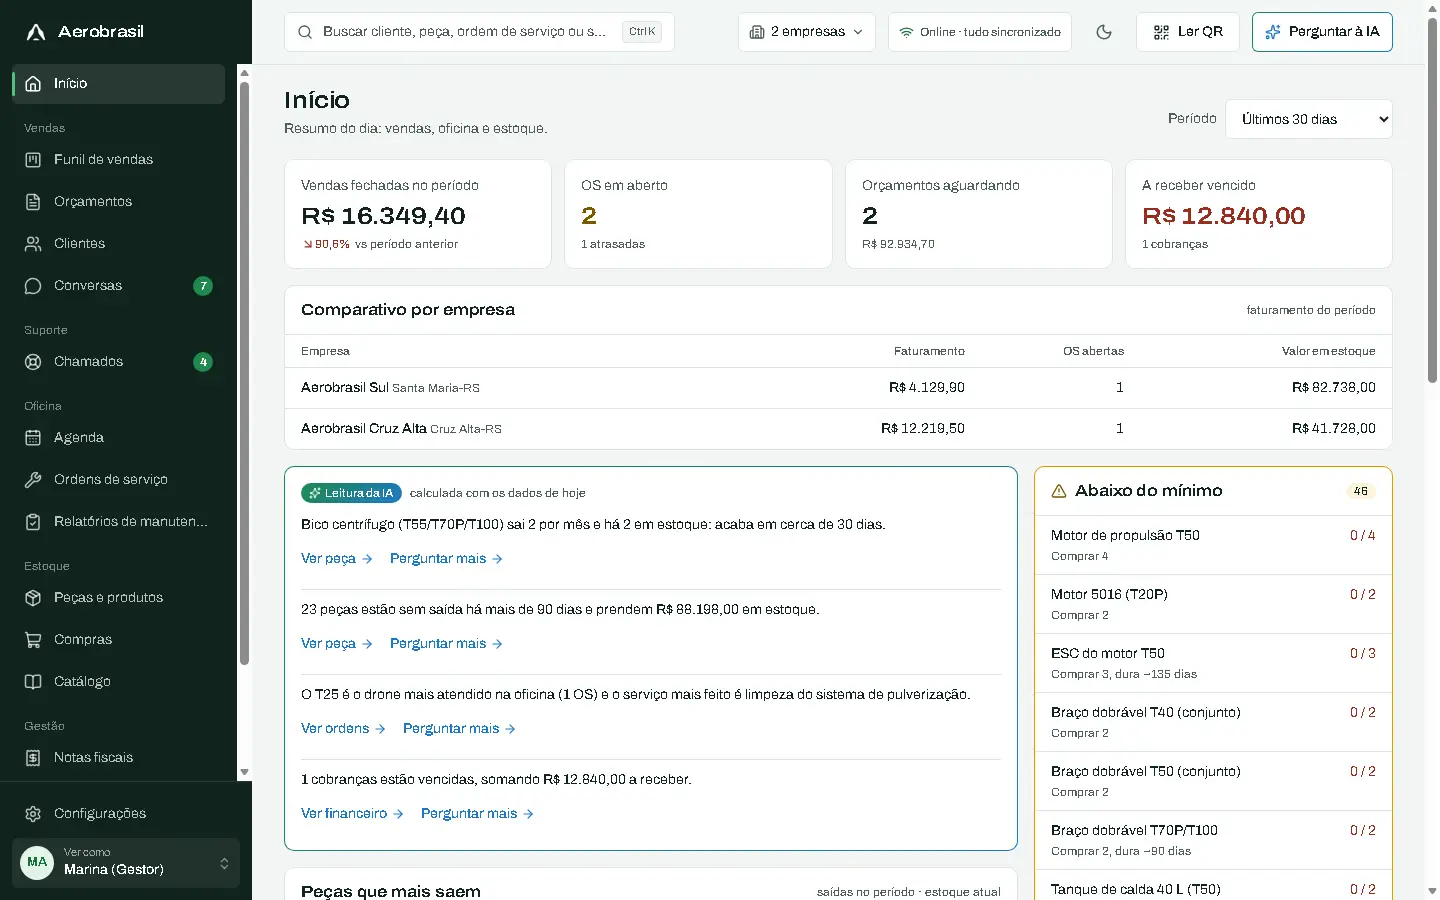 Aerobrasil
Buscar cliente, peça, ordem de serviço ou s... Ctrl K
2 empresas
Online · tudo sincronizado
Ler QR
Perguntar à IA
Início
Vendas
Funil de vendas
Orçamentos
Clientes
Conversas 7
Suporte
Chamados 4
Oficina
Agenda
Ordens de serviço
Relatórios de manuten...
Estoque
Peças e produtos
Compras
Catálogo
Gestão
Notas fiscais
Configurações
MA
Ver como
Marina (Gestor)
Início
Resumo do dia: vendas, oficina e estoque.
Período Últimos 30 dias
Vendas fechadas no período
R$ 16.349,40
90,6% vs período anterior
OS em aberto
2
1 atrasadas
Orçamentos aguardando
2
R$ 92.934,70
A receber vencido
R$ 12.840,00
1 cobranças
Comparativo por empresa faturamento do período
Empresa Faturamento OS abertas Valor em estoque
Aerobrasil Sul Santa Maria-RS R$ 4.129,90 1 R$ 82.738,00
Aerobrasil Cruz Alta Cruz Alta-RS R$ 12.219,50 1 R$ 41.728,00
Leitura da IA calculada com os dados de hoje
Bico centrífugo (T55/T70P/T100) sai 2 por mês e há 2 em estoque: acaba em cerca de 30 dias.
Ver peça → Perguntar mais →
23 peças estão sem saída há mais de 90 dias e prendem R$ 88.198,00 em estoque.
Ver peça → Perguntar mais →
O T25 é o drone mais atendido na oficina (1 OS) e o serviço mais feito é limpeza do sistema de pulverização.
Ver ordens → Perguntar mais →
1 cobranças estão vencidas, somando R$ 12.840,00 a receber.
Ver financeiro → Perguntar mais →
Peças que mais saem saídas no período · estoque atual
Abaixo do mínimo 46
Motor de propulsão T50 0 / 4
Comprar 4
Motor 5016 (T20P) 0 / 2
Comprar 2
ESC do motor T50 0 / 3
Comprar 3, dura ~135 dias
Braço dobrável T40 (conjunto) 0 / 2
Comprar 2
Braço dobrável T50 (conjunto) 0 / 2
Comprar 2
Braço dobrável T70P/T100 0 / 2
Comprar 2, dura ~90 dias
Tanque de calda 40 L (T50) 0 / 2